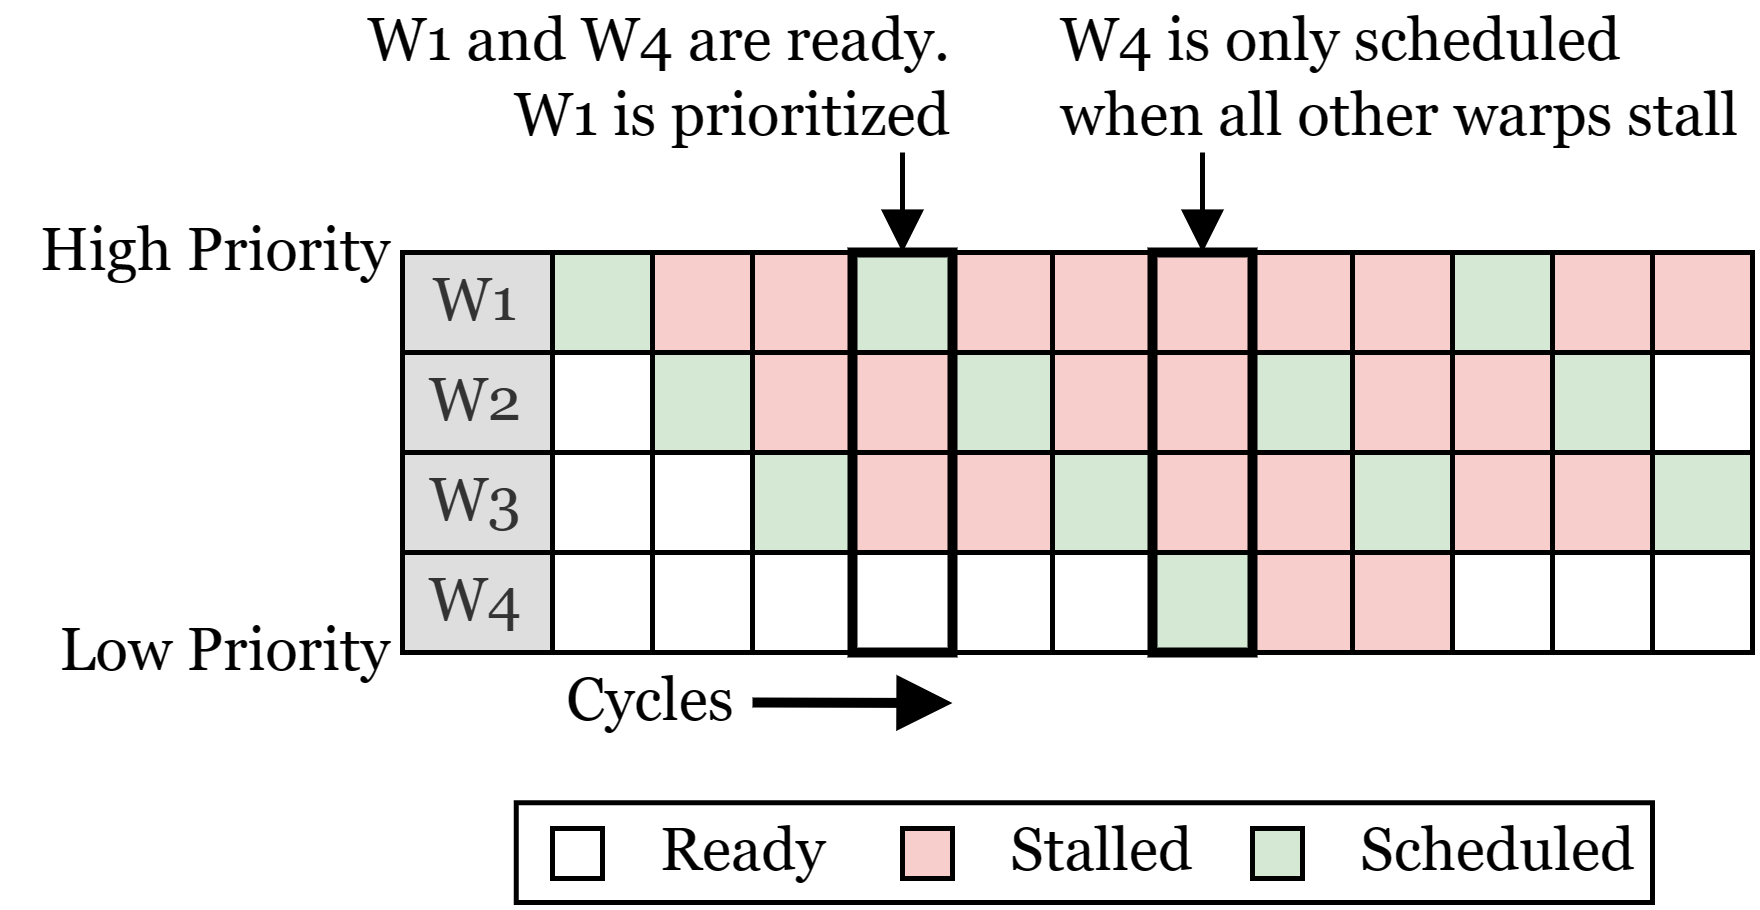 W1 and W4 are ready.
W1 is prioritized
W4 is only scheduled
when all other warps stall
High Priority
W1
W2
W3
W4
Low Priority
Cycles
Ready Stalled Scheduled